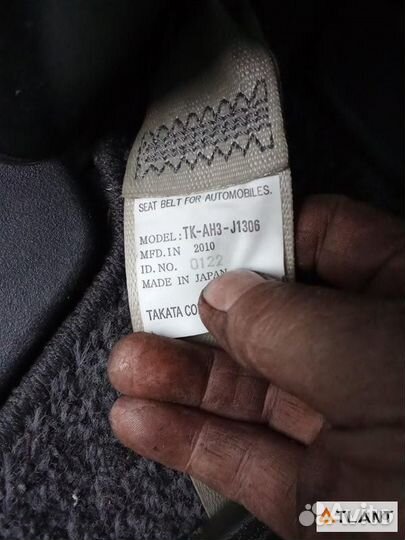 SEAT BELT FOR AUTOMOBILES.
MODEL:TK-AH3-J1306
MFD.IN 2010
ID.NO. 0122
MADE IN JAPAN
TAKATA CO
ATLANT